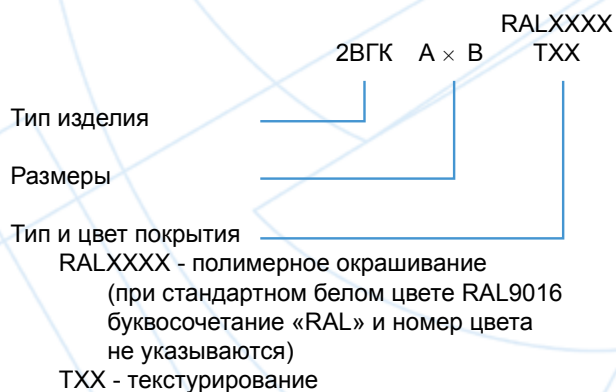 RALXXXX
2ВГК А × В ТХХ
Тип изделия
Размеры
Тип и цвет покрытия
RALXXXX - полимерное окрашивание
(при стандартном белом цвете RAL9016
буквосочетание «RAL» и номер цвета
не указываются)
ТХХ - текстурирование